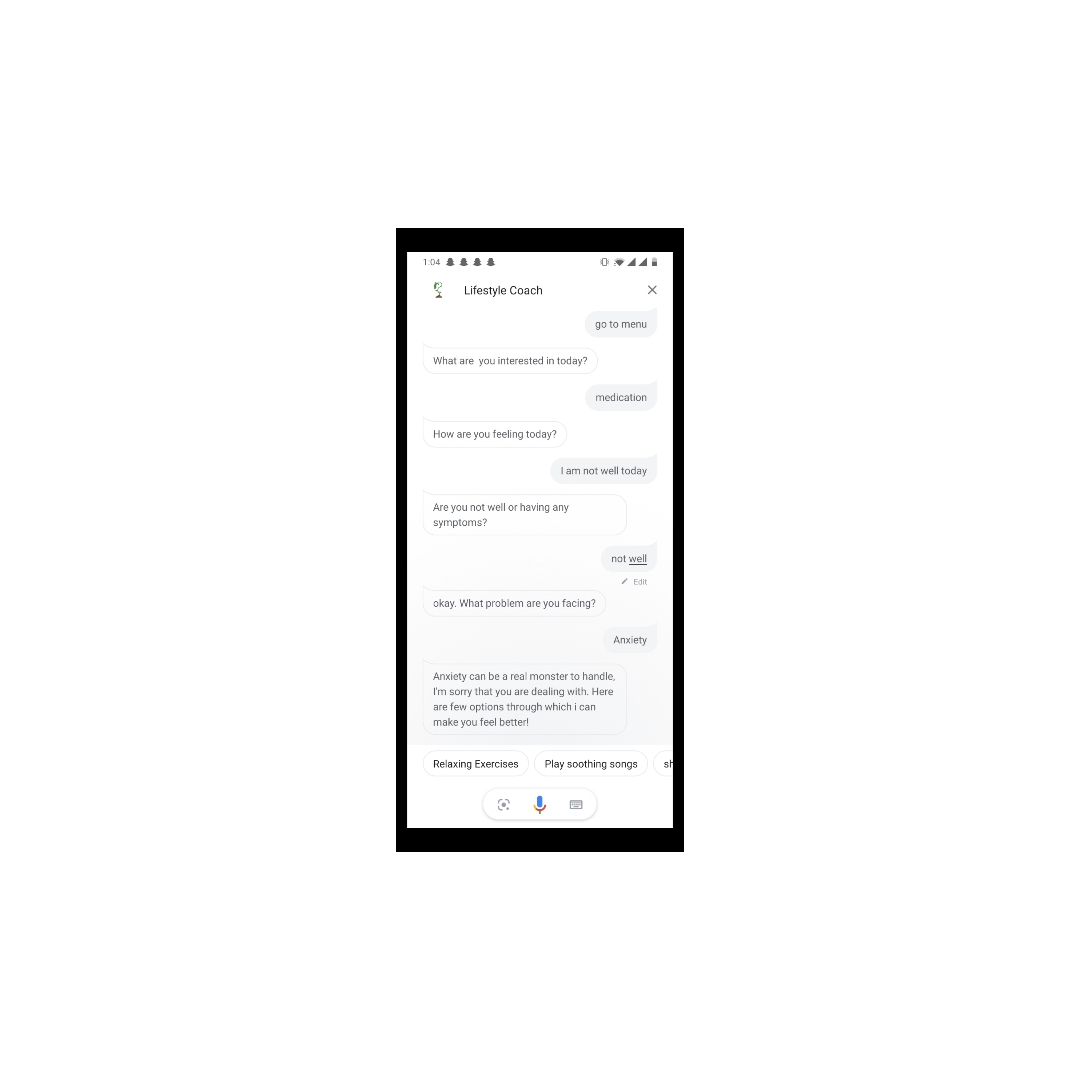 1:04
Lifestyle Coach
go to menu
What are  you interested in today?
medication
How are you feeling today?
I am not well today
Are you not well or having any
symptoms?
not well
Edit
okay. What problem are you facing?
Anxiety
Anxiety can be a real monster to handle,
I'm sorry that you are dealing with. Here
are few options through which i can
make you feel better!
Relaxing Exercises
Play soothing songs